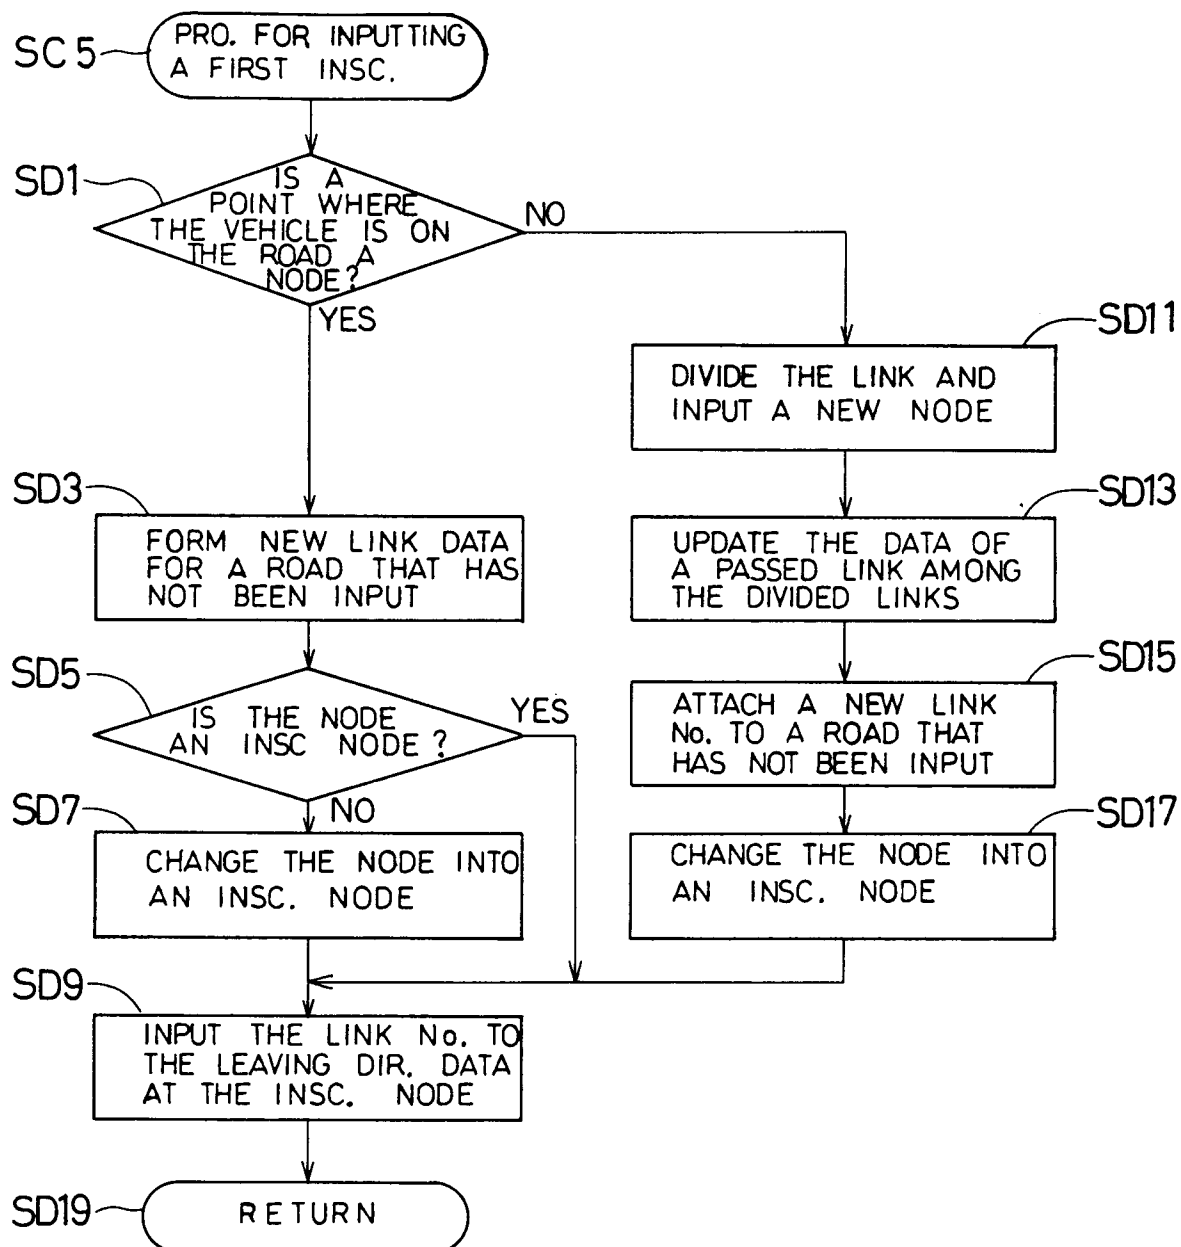 SC5
PRO. FOR INPUTTING
A FIRST INSC.
SD1
IS A
POINT WHERE
THE VEHICLE IS ON
THE ROAD A
NODE?
NO
YES
SD11
DIVIDE THE LINK AND
INPUT A NEW NODE
SD3
FORM NEW LINK DATA
FOR A ROAD THAT HAS
NOT BEEN INPUT
SD13
UPDATE THE DATA OF
A PASSED LINK AMONG
THE DIVIDED LINKS
SD5
IS THE NODE
AN INSC NODE?
YES
NO
SD15
ATTACH A NEW LINK
No. TO A ROAD THAT
HAS NOT BEEN INPUT
SD7
CHANGE THE NODE INTO
AN INSC. NODE
SD17
CHANGE THE NODE INTO
AN INSC. NODE
SD9
INPUT THE LINK No. TO
THE LEAVING DIR. DATA
AT THE INSC. NODE
SD19
RETURN